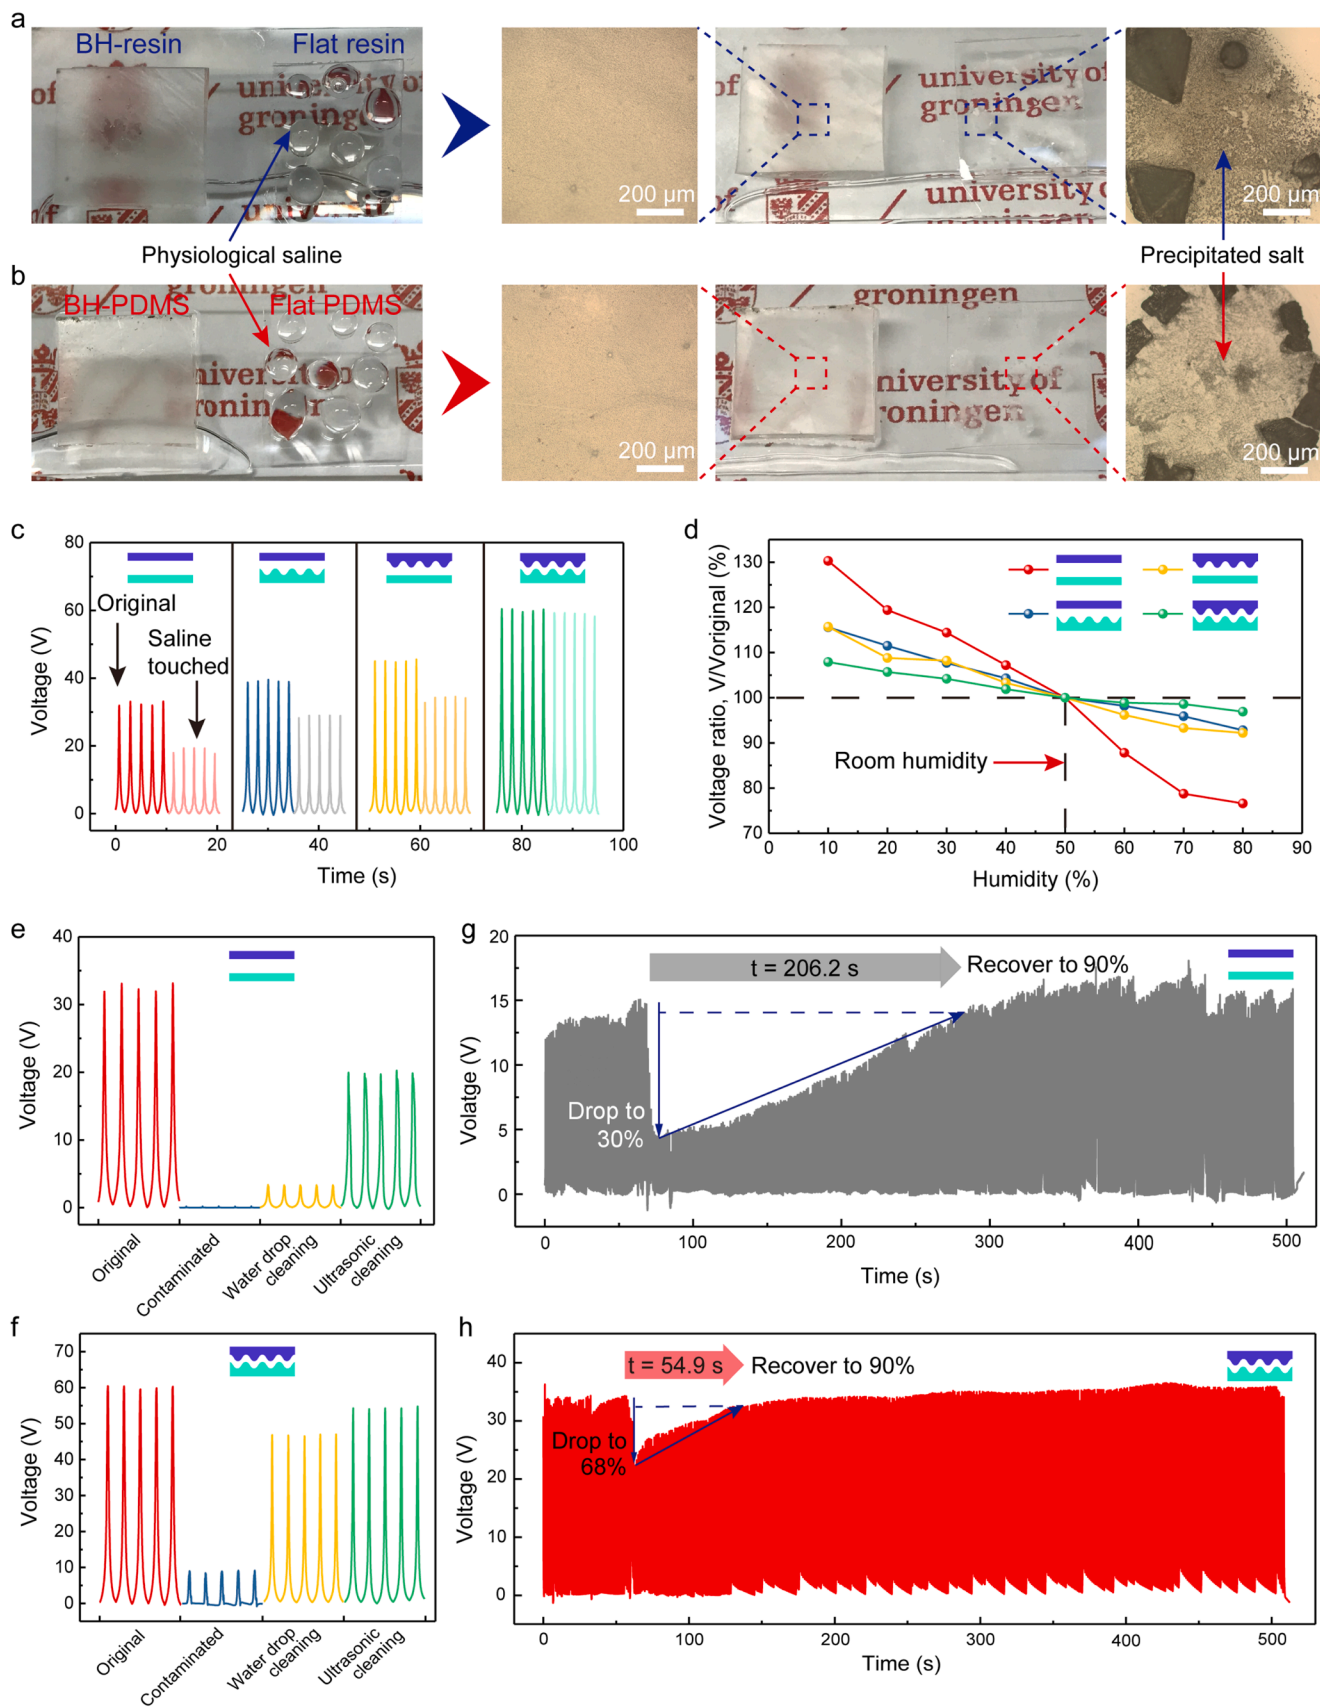 a
BH-resin
Flat resin
of
university of
groningen
200 µm
university of
groningen
university of
200 µm
of
university
Physiological saline
Precipitated salt
b
groningen
BH-PDMS
Flat PDMS
niversity of
roningen
200 µm
groningen
niversity of
roningen
200 µm
c
80
60
40
20
0
Voltage (V)
Original
Saline
touched
0
20
40
60
80
100
Time (s)
d
130
120
110
100
90
80
70
Voltage ratio, V/Voriginal (%)
Room humidity
0
10
20
30
40
50
60
70
80
90
Humidity (%)
e
40
30
20
10
0
Voltage (V)
Original
Contaminated
Water drop
cleaning
Ultrasonic
cleaning
g
20
15
10
5
0
Volatge (V)
t = 206.2 s
Recover to 90%
Drop to
30%
0
100
200
300
400
500
Time (s)
f
70
60
50
40
30
20
10
0
Voltage (V)
Original
Contaminated
Water drop
cleaning
Ultrasonic
cleaning
h
40
30
20
10
0
Voltage (V)
t = 54.9 s
Recover to 90%
Drop to
68%
0
100
200
300
400
500
Time (s)